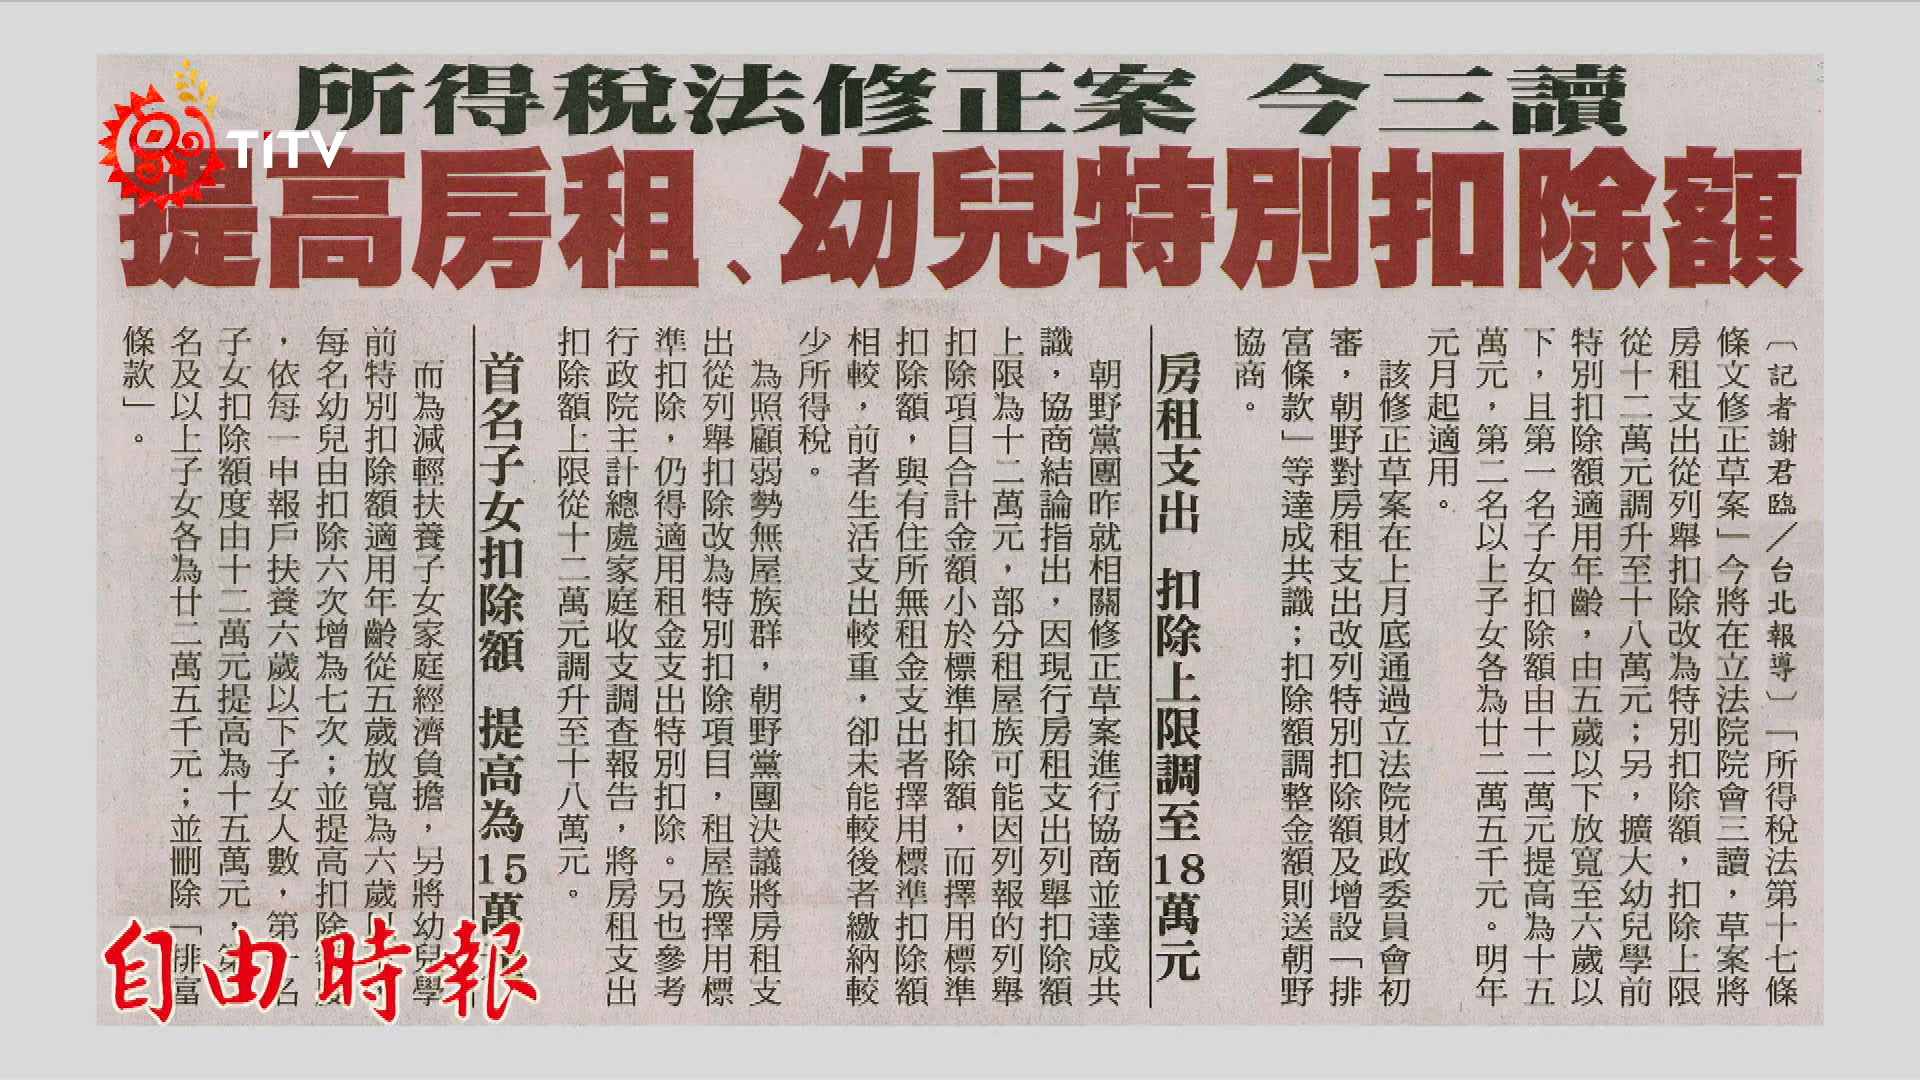 所得稅法修正案 今三讀
TiTV
提高房租、幼兒特別扣除額
〔記者謝君臨／台北報導〕「所得稅法第十七條
條文修正草案」今將在立法院院會三讀，草案將
房租支出從列舉扣除改為特別扣除額，扣除上限
從十二萬元調升至十八萬元；另，擴大幼兒學前
特別扣除額適用年齡，由五歲以下放寬至六歲以
下，且第一名子女扣除額由十二萬元提高為十五
萬元，第二名以上子女各為廿二萬五千元。明年
元月起適用。
該修正草案在上月底通過立法院財政委員會初
審，朝野對房租支出改列特別扣除額及增設「排
富條款」等達成共識；扣除額調整金額則送朝野
協商。
房租支出 扣除上限調至18萬元
朝野黨團昨就相關修正草案進行協商並達成共
識，協商結論指出，因現行房租支出列舉扣除額
上限為十二萬元，部分租屋族可能因列報的列舉
扣除項目合計金額小於標準扣除額，而擇用標準
扣除額，與有住所無租金支出者擇用標準扣除額
相較，前者生活支出較重，卻未能較後者繳納較
少所得稅。
為照顧弱勢無屋族群，朝野黨團決議將房租支
出從列舉扣除改為特別扣除項目，租屋族擇用標
準扣除，仍得適用租金支出特別扣除。另也參考
行政院主計總處家庭收支調查報告，將房租支出
扣除額上限從十二萬元調升至十八萬元。
首名子女扣除額 提高為15萬
而為減輕扶養子女家庭經濟負擔，另將幼兒學
前特別扣除額適用年齡從五歲放寬為六歲
每名幼兒由扣除六次增為七次；並提高扣除
，依每一申報戶扶養六歲以下子女人數，第一名
子女扣除額度由十二萬元提高為十五萬元，第
名及以上子女各為廿二萬五千元；並刪除「排富
條款」。
自由時報